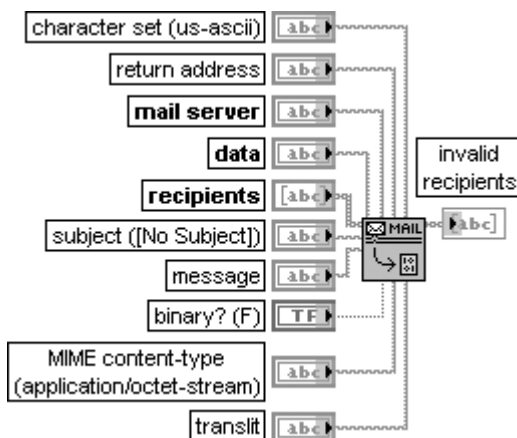 character set (us-ascii)
abc
return address
abc
mail server
abc
data
abc
recipients
[abc]
subject ([No Subject])
abc
message
abc
binary? (F)
TF
MIME content-type
(application/octet-stream)
abc
translit
abc
MAIL
invalid
recipients
[abc]